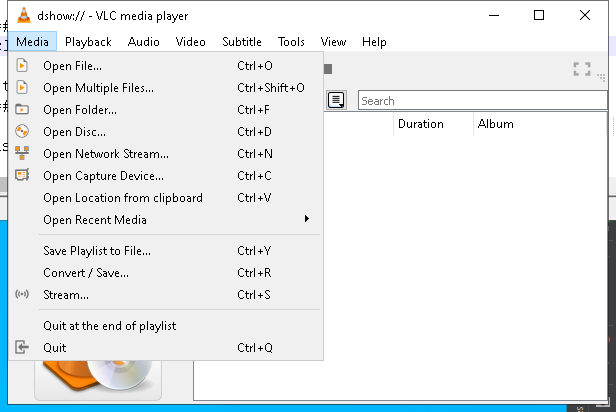 dshow:// - VLC media player
Media Playback Audio Video Subtitle Tools View Help
Open File... Ctrl+O
Open Multiple Files... Ctrl+Shift+O
Open Folder... Ctrl+F
Open Disc... Ctrl+D
Open Network Stream... Ctrl+N
Open Capture Device... Ctrl+C
Open Location from clipboard Ctrl+V
Open Recent Media
Save Playlist to File... Ctrl+Y
Convert / Save... Ctrl+R
Stream... Ctrl+S
Quit at the end of playlist
Quit Ctrl+Q
Search
Duration Album